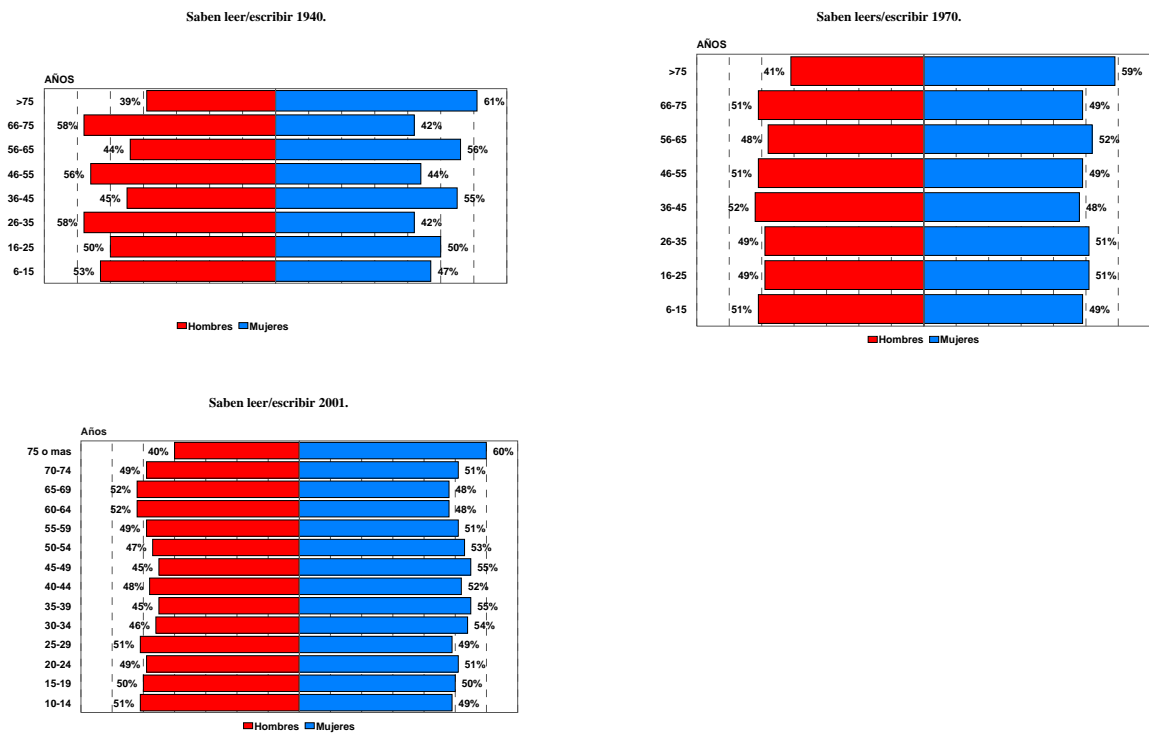 Saben leer/escribir 1940.
AÑOS
>75 39% 61%
66-75 58% 42%
56-65 44% 56%
46-55 56% 44%
36-45 45% 55%
26-35 58% 42%
16-25 50% 50%
6-15 53% 47%
Hombres Mujeres
Saben leers/escribir 1970.
AÑOS
>75 41% 59%
66-75 51% 49%
56-65 48% 52%
46-55 51% 49%
36-45 52% 48%
26-35 49% 51%
16-25 49% 51%
6-15 51% 49%
Hombres Mujeres
Saben leer/escribir 2001.
Años
75 o mas 40% 60%
70-74 49% 51%
65-69 52% 48%
60-64 52% 48%
55-59 49% 51%
50-54 47% 53%
45-49 45% 55%
40-44 48% 52%
35-39 45% 55%
30-34 46% 54%
25-29 51% 49%
20-24 49% 51%
15-19 50% 50%
10-14 51% 49%
Hombres Mujeres